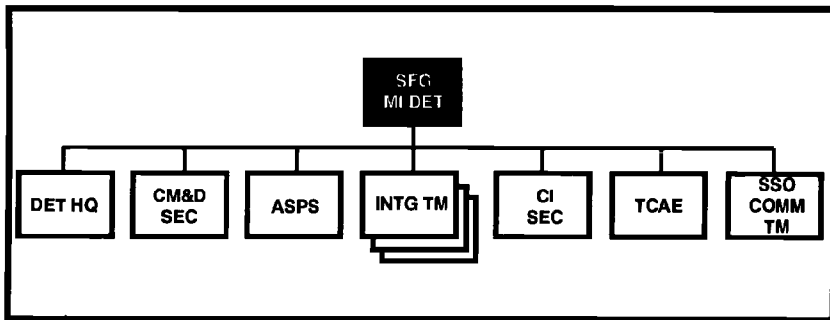 SFG
MI DET
DET HQ
CM&D
SEC
ASPS
INTG TM
CI
SEC
TCAE
SSO
COMM
TM